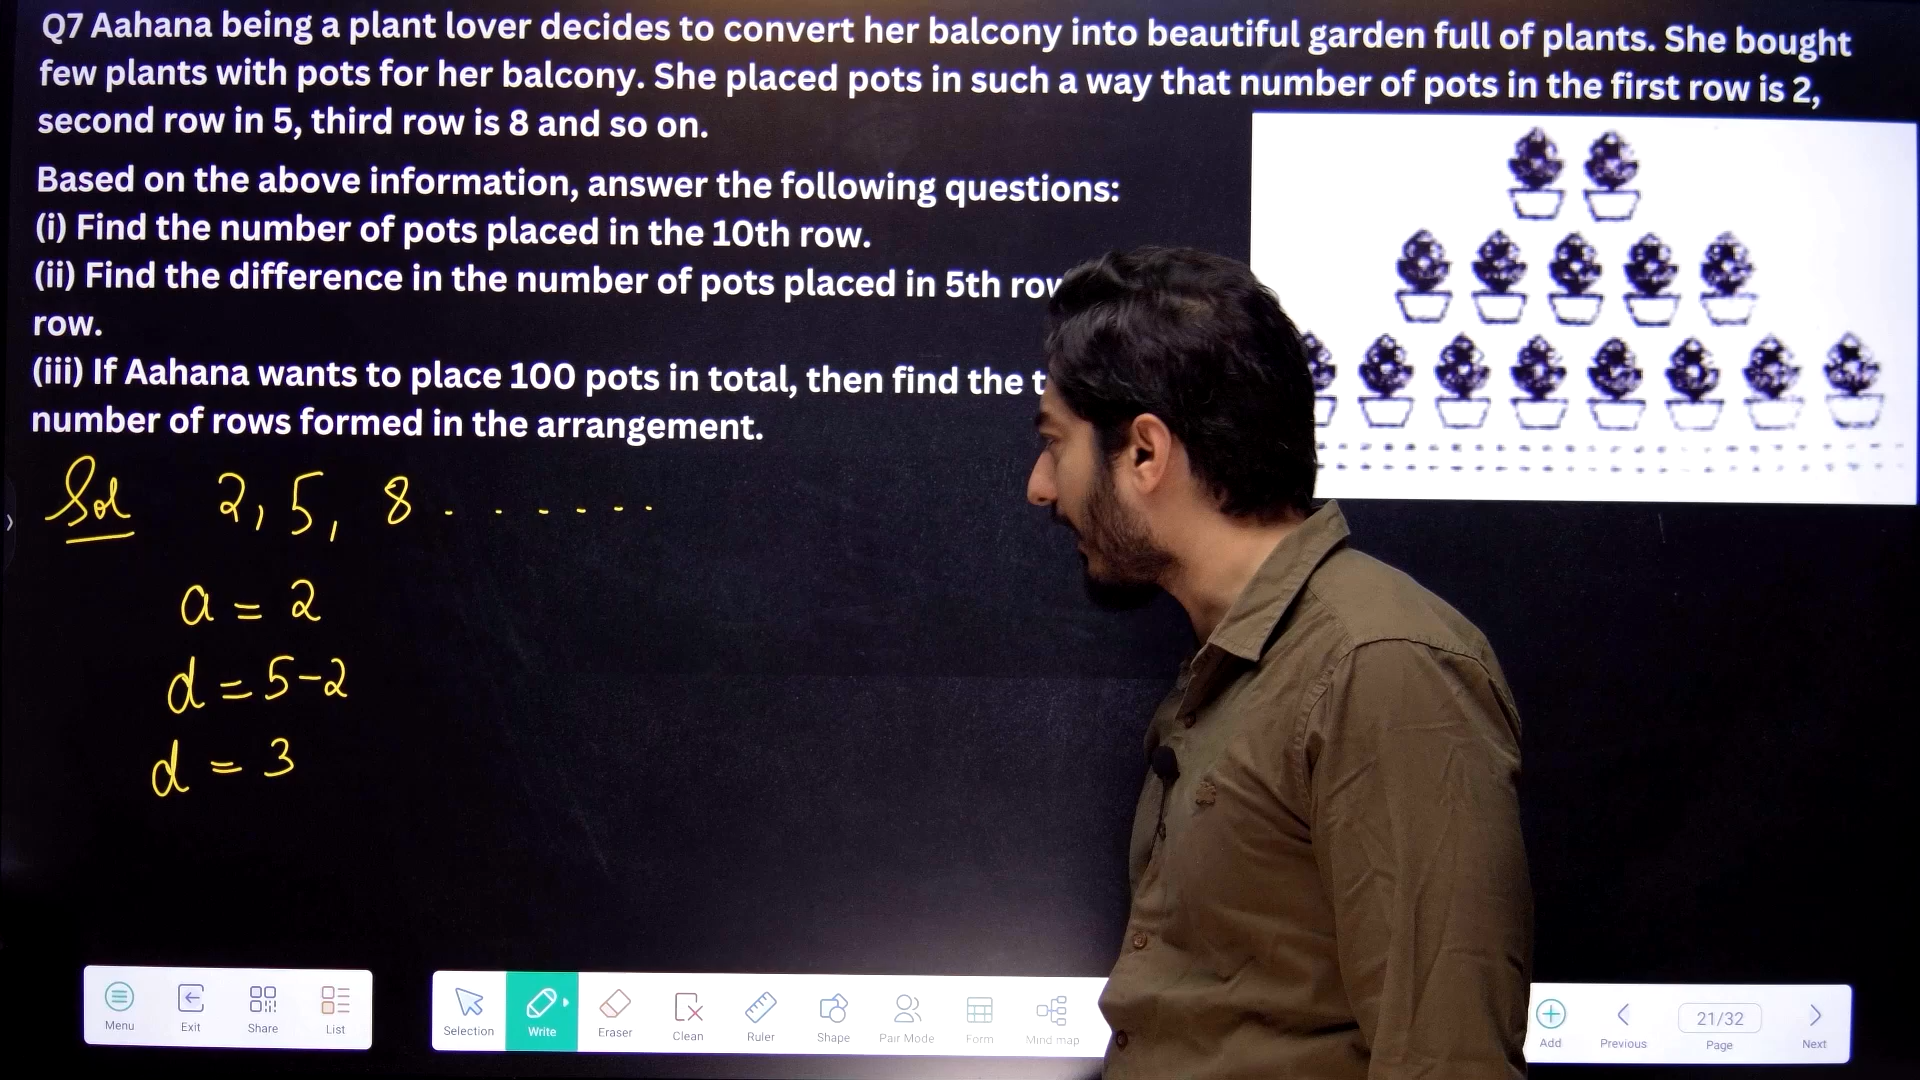 Q7 Aahana being a plant lover decides to convert her balcony into beautiful garden full of plants. She bought
few plants with pots for her balcony. She placed pots in such a way that number of pots in the first row is 2,
second row in 5, third row is 8 and so on.
Based on the above information, answer the following questions:
(i) Find the number of pots placed in the 10th row.
(ii) Find the difference in the number of pots placed in 5th
row.
(iii) If Aahana wants to place 100 pots in total, then find the
number of rows formed in the arrangement.
Sol 2, 5, 8 . . . . . .
a = 2
d = 5-2
d = 3
Menu Exit Share List
Selection Write Eraser Clean Ruler Shape Pair Mode Form Mind map
Add Previous 21/32 Page Next